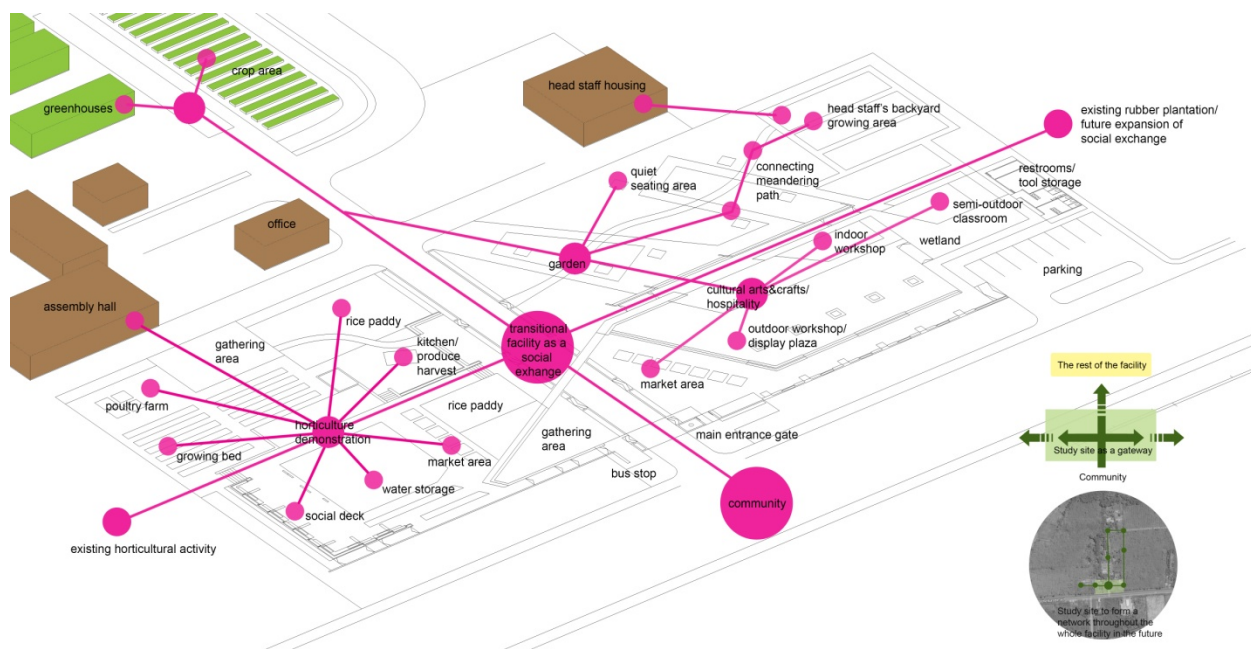 crop area
greenhouses
head staff housing
head staff's backyard
growing area
existing rubber plantation/
future expansion of
social exchange
quiet
seating area
connecting
meandering
path
restrooms/
tool storage
semi-outdoor
classroom
office
indoor
workshop
wetland
garden
parking
cultural arts&crafts/
hospitality
assembly hall
rice paddy
gathering
area
kitchen/
produce
harvest
transitional
facility as a
social
exhange
outdoor workshop/
display plaza
market area
The rest of the facility
poultry farm
rice paddy
horticulture
demonstration
gathering
area
main entrance gate
Study site as a gateway
growing bed
market area
bus stop
Community
water storage
community
social deck
existing horticultural activity
Study site to form a
network throughout the
whole facility in the future